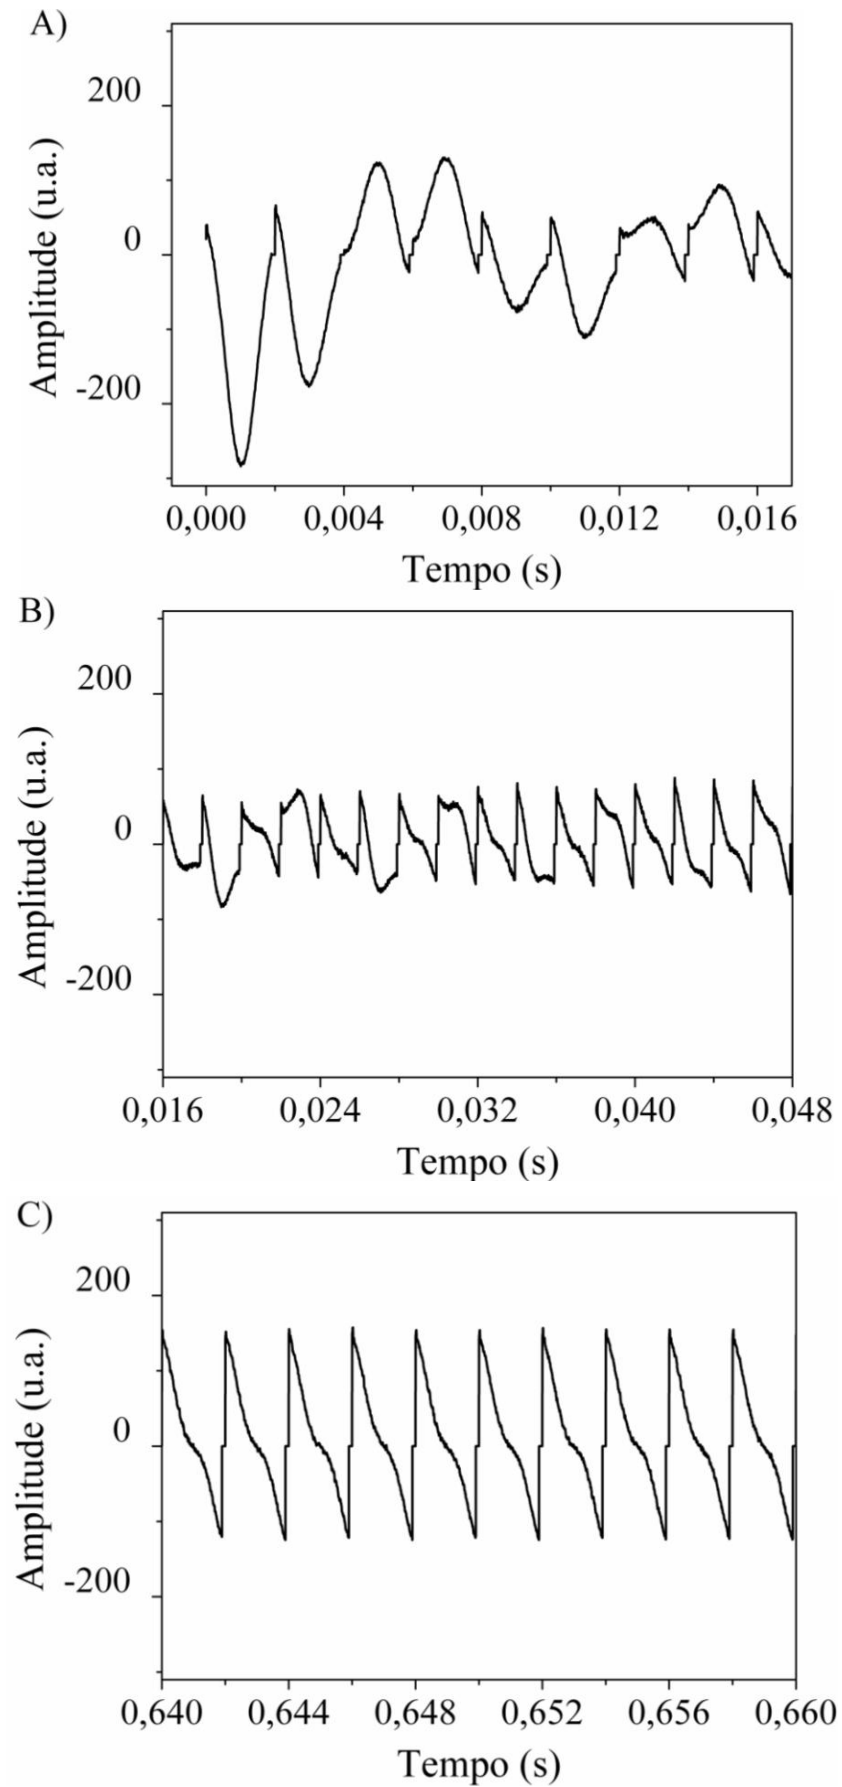 A)
Amplitude (u.a.)
200
0
-200
0,000 0,004 0,008 0,012 0,016
Tempo (s)
B)
Amplitude (u.a.)
200
0
-200
0,016 0,024 0,032 0,040 0,048
Tempo (s)
C)
Amplitude (u.a.)
200
0
-200
0,640 0,644 0,648 0,652 0,656 0,660
Tempo (s)